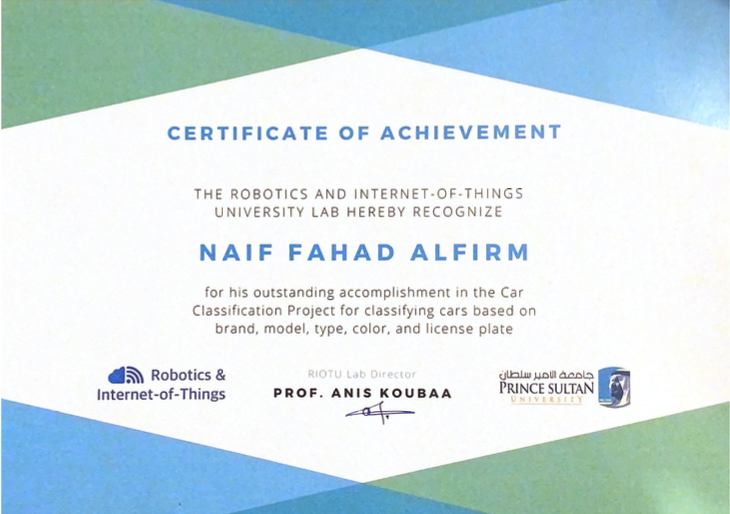 CERTIFICATE OF ACHIEVEMENT
THE ROBOTICS AND INTERNET-OF-THINGS
UNIVERSITY LAB HEREBY RECOGNIZE
NAIF FAHAD ALFIRM
for his outstanding accomplishment in the Car
Classification Project for classifying cars based on
brand, model, type, color, and license plate
Robotics &
Internet-of-Things
RIOTU Lab Director
PROF. ANIS KOUBAA
جامعة الامير سلطان
PRINCE SULTAN
UNIVERSITY